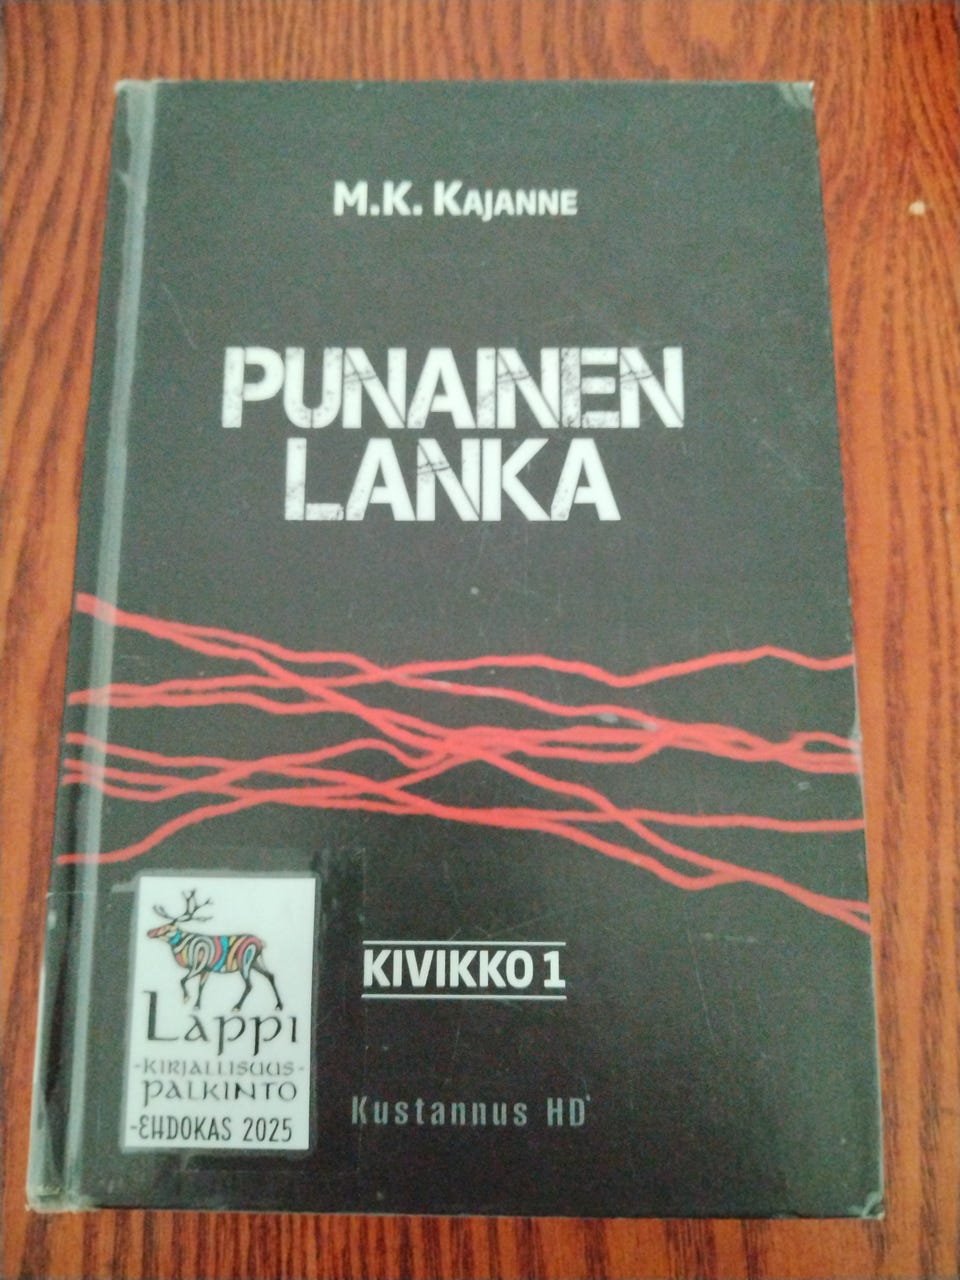 M.K. KAJANNE
PUNAINEN
LANKA
KIVIKKO 1
LAPPI
-KIRJALLISUUS-
PALKINTO
-EHDOKAS 2025
Kustannus HD